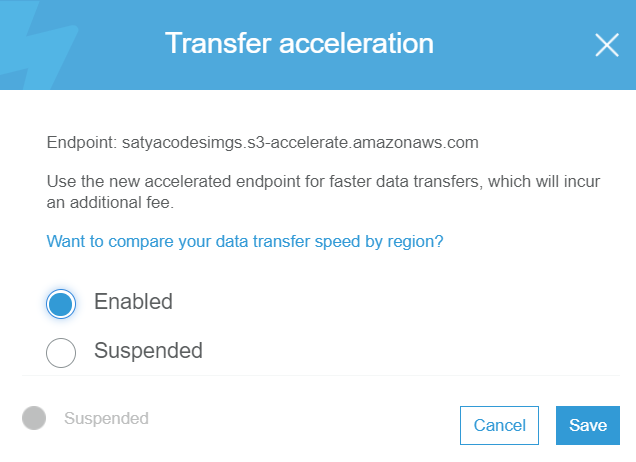 Transfer acceleration
Endpoint: satyacodesimgs.s3-accelerate.amazonaws.com
Use the new accelerated endpoint for faster data transfers, which will incur
an additional fee.
Want to compare your data transfer speed by region?
Enabled
Suspended
Suspended
Cancel
Save